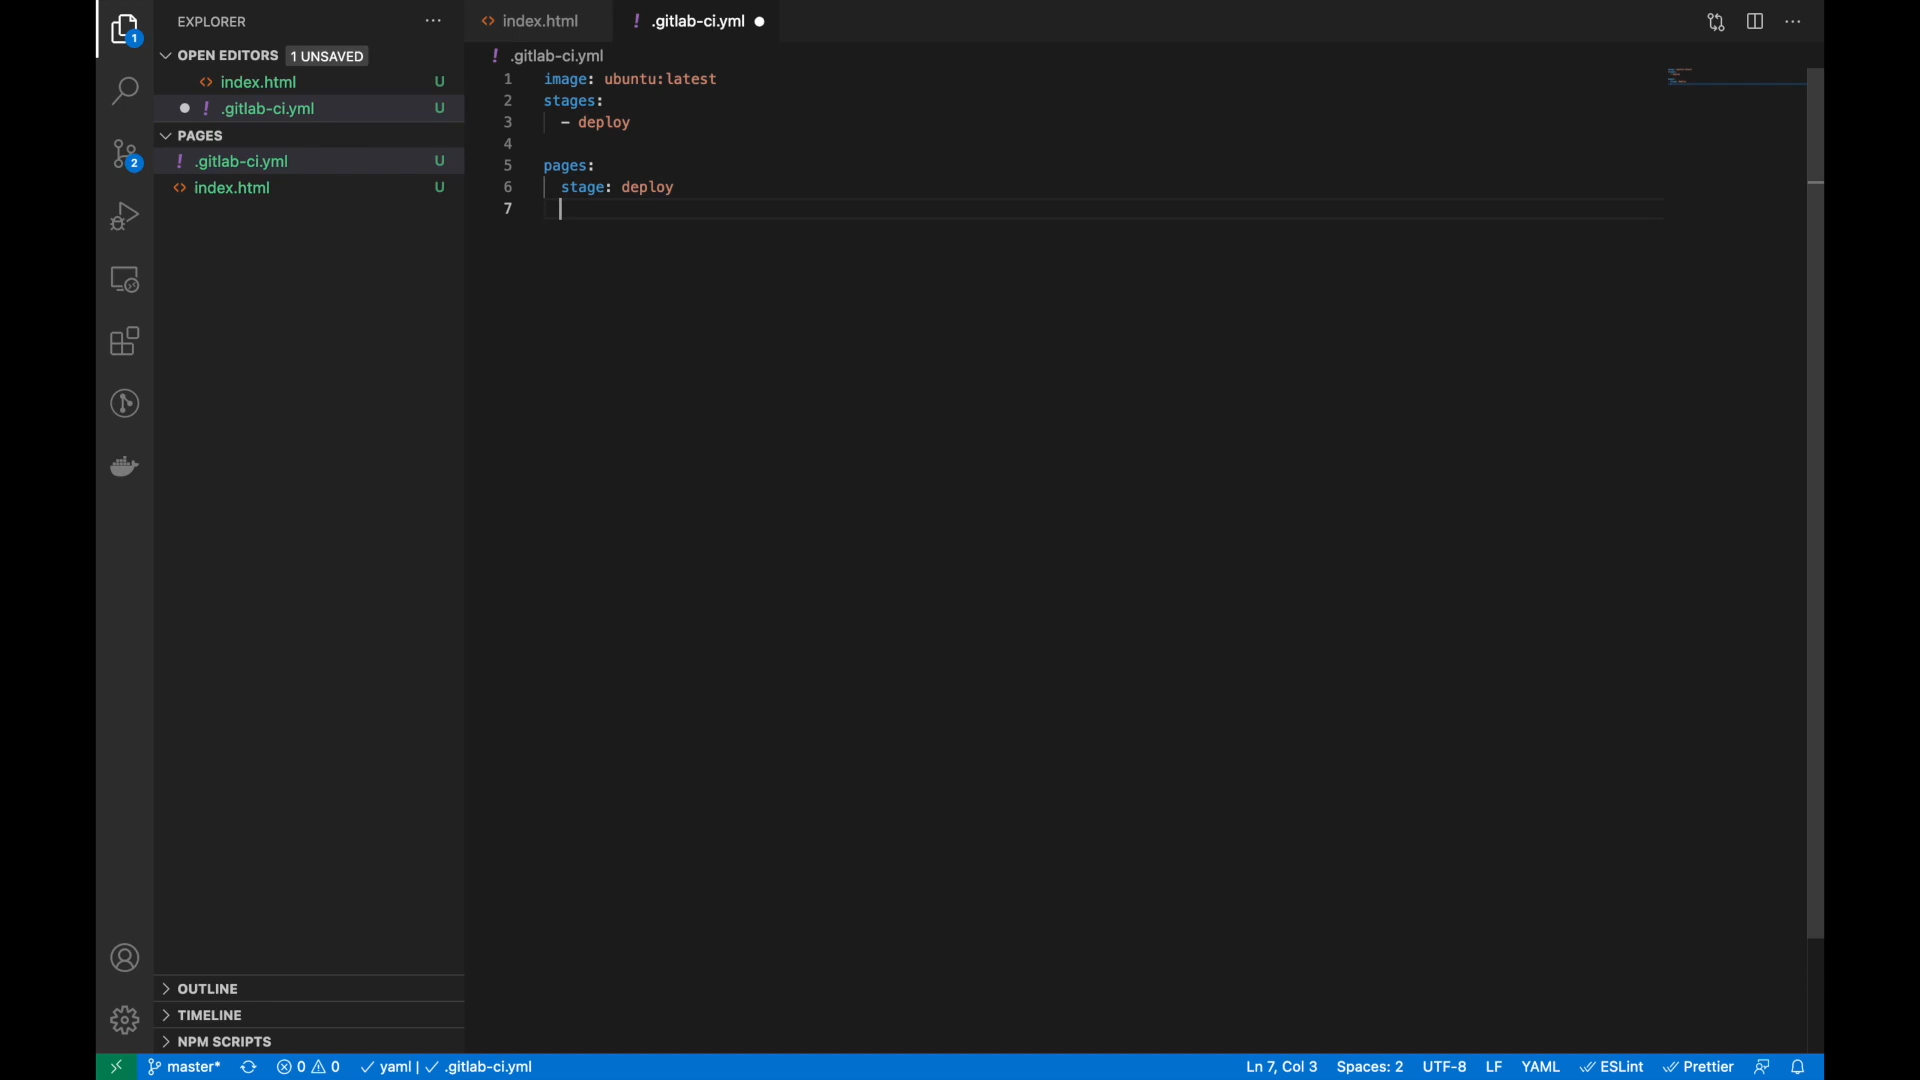 EXPLORER
OPEN EDITORS 1 UNSAVED
index.html U
! .gitlab-ci.yml U
PAGES
! .gitlab-ci.yml U
index.html U
1
2
index.html
! .gitlab-ci.yml
! .gitlab-ci.yml
1 image: ubuntu:latest
2 stages:
3 - deploy
4
5 pages:
6 stage: deploy
7
OUTLINE
TIMELINE
NPM SCRIPTS
master* 0 0 yaml | .gitlab-ci.yml Ln 7, Col 3 Spaces: 2 UTF-8 LF YAML ESLint Prettier